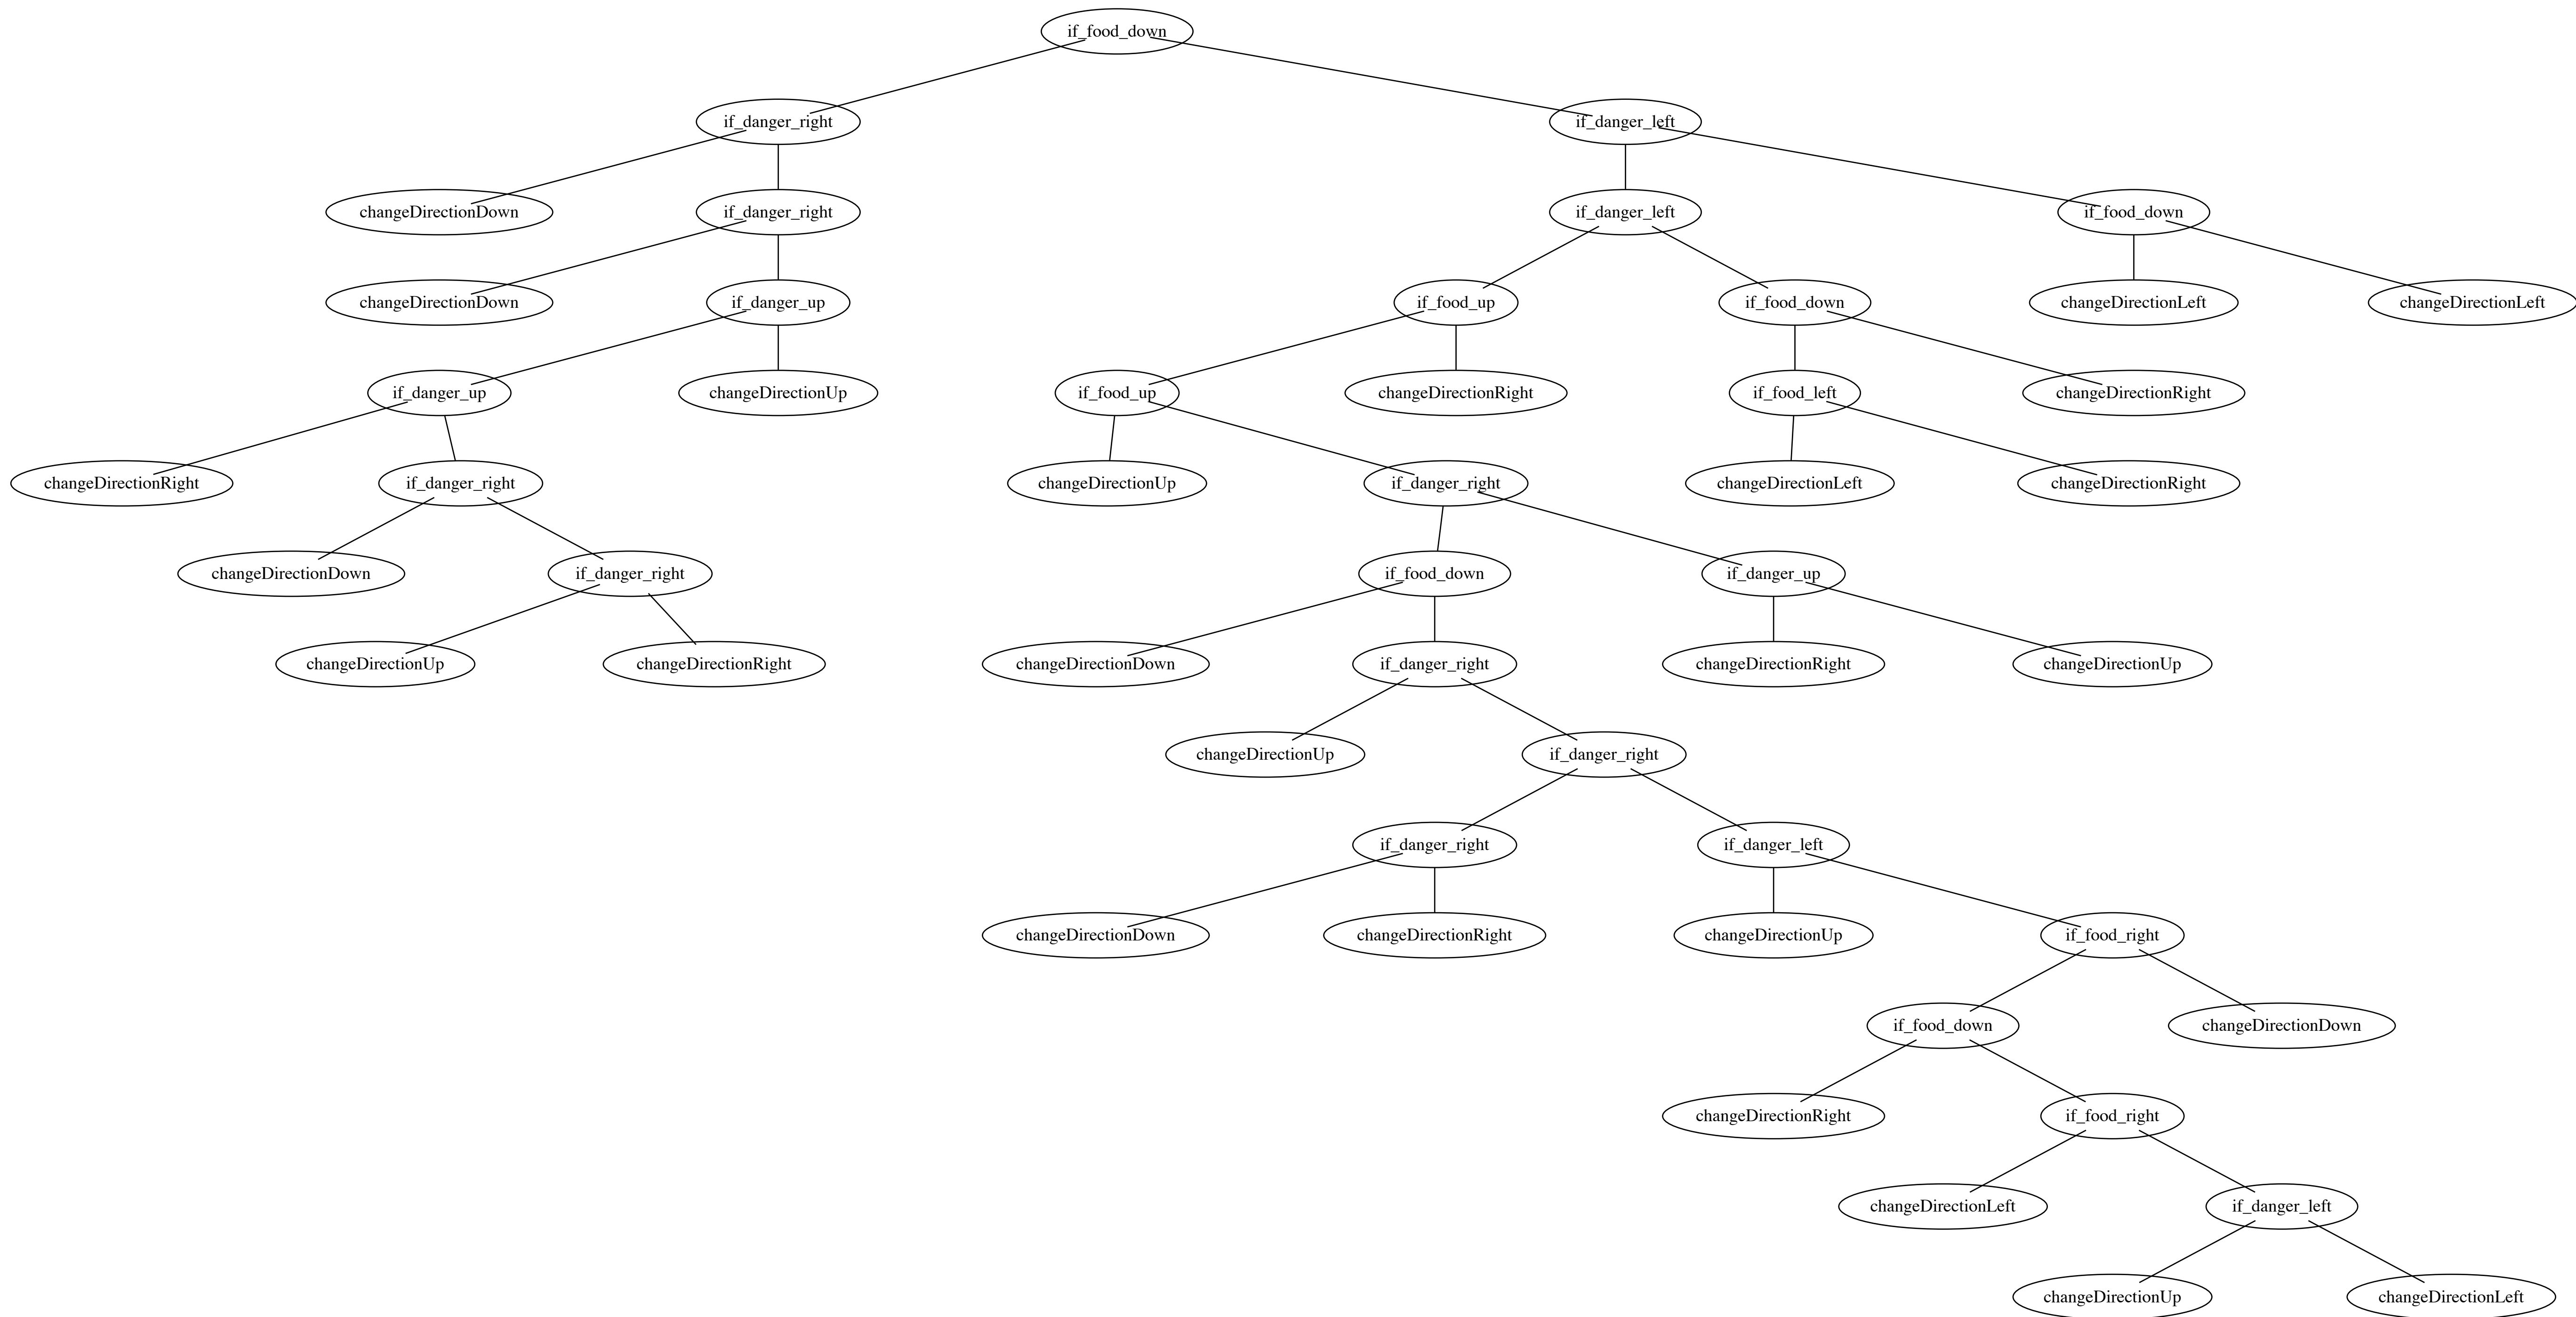 if_food_down
if_danger_right
if_danger_left
changeDirectionDown
if_danger_right
if_danger_left
if_food_down
changeDirectionDown
if_danger_up
if_food_up
if_food_down
changeDirectionLeft
changeDirectionLeft
if_danger_up
changeDirectionUp
if_food_up
changeDirectionRight
if_food_left
changeDirectionRight
changeDirectionRight
if_danger_right
changeDirectionUp
if_danger_right
changeDirectionLeft
changeDirectionRight
changeDirectionDown
if_danger_right
if_food_down
if_danger_up
changeDirectionUp
changeDirectionRight
changeDirectionDown
if_danger_right
changeDirectionRight
changeDirectionUp
changeDirectionUp
if_danger_right
if_danger_right
if_danger_left
changeDirectionDown
changeDirectionRight
changeDirectionUp
if_food_right
if_food_down
changeDirectionDown
changeDirectionRight
if_food_right
changeDirectionLeft
if_danger_left
changeDirectionUp
changeDirectionLeft